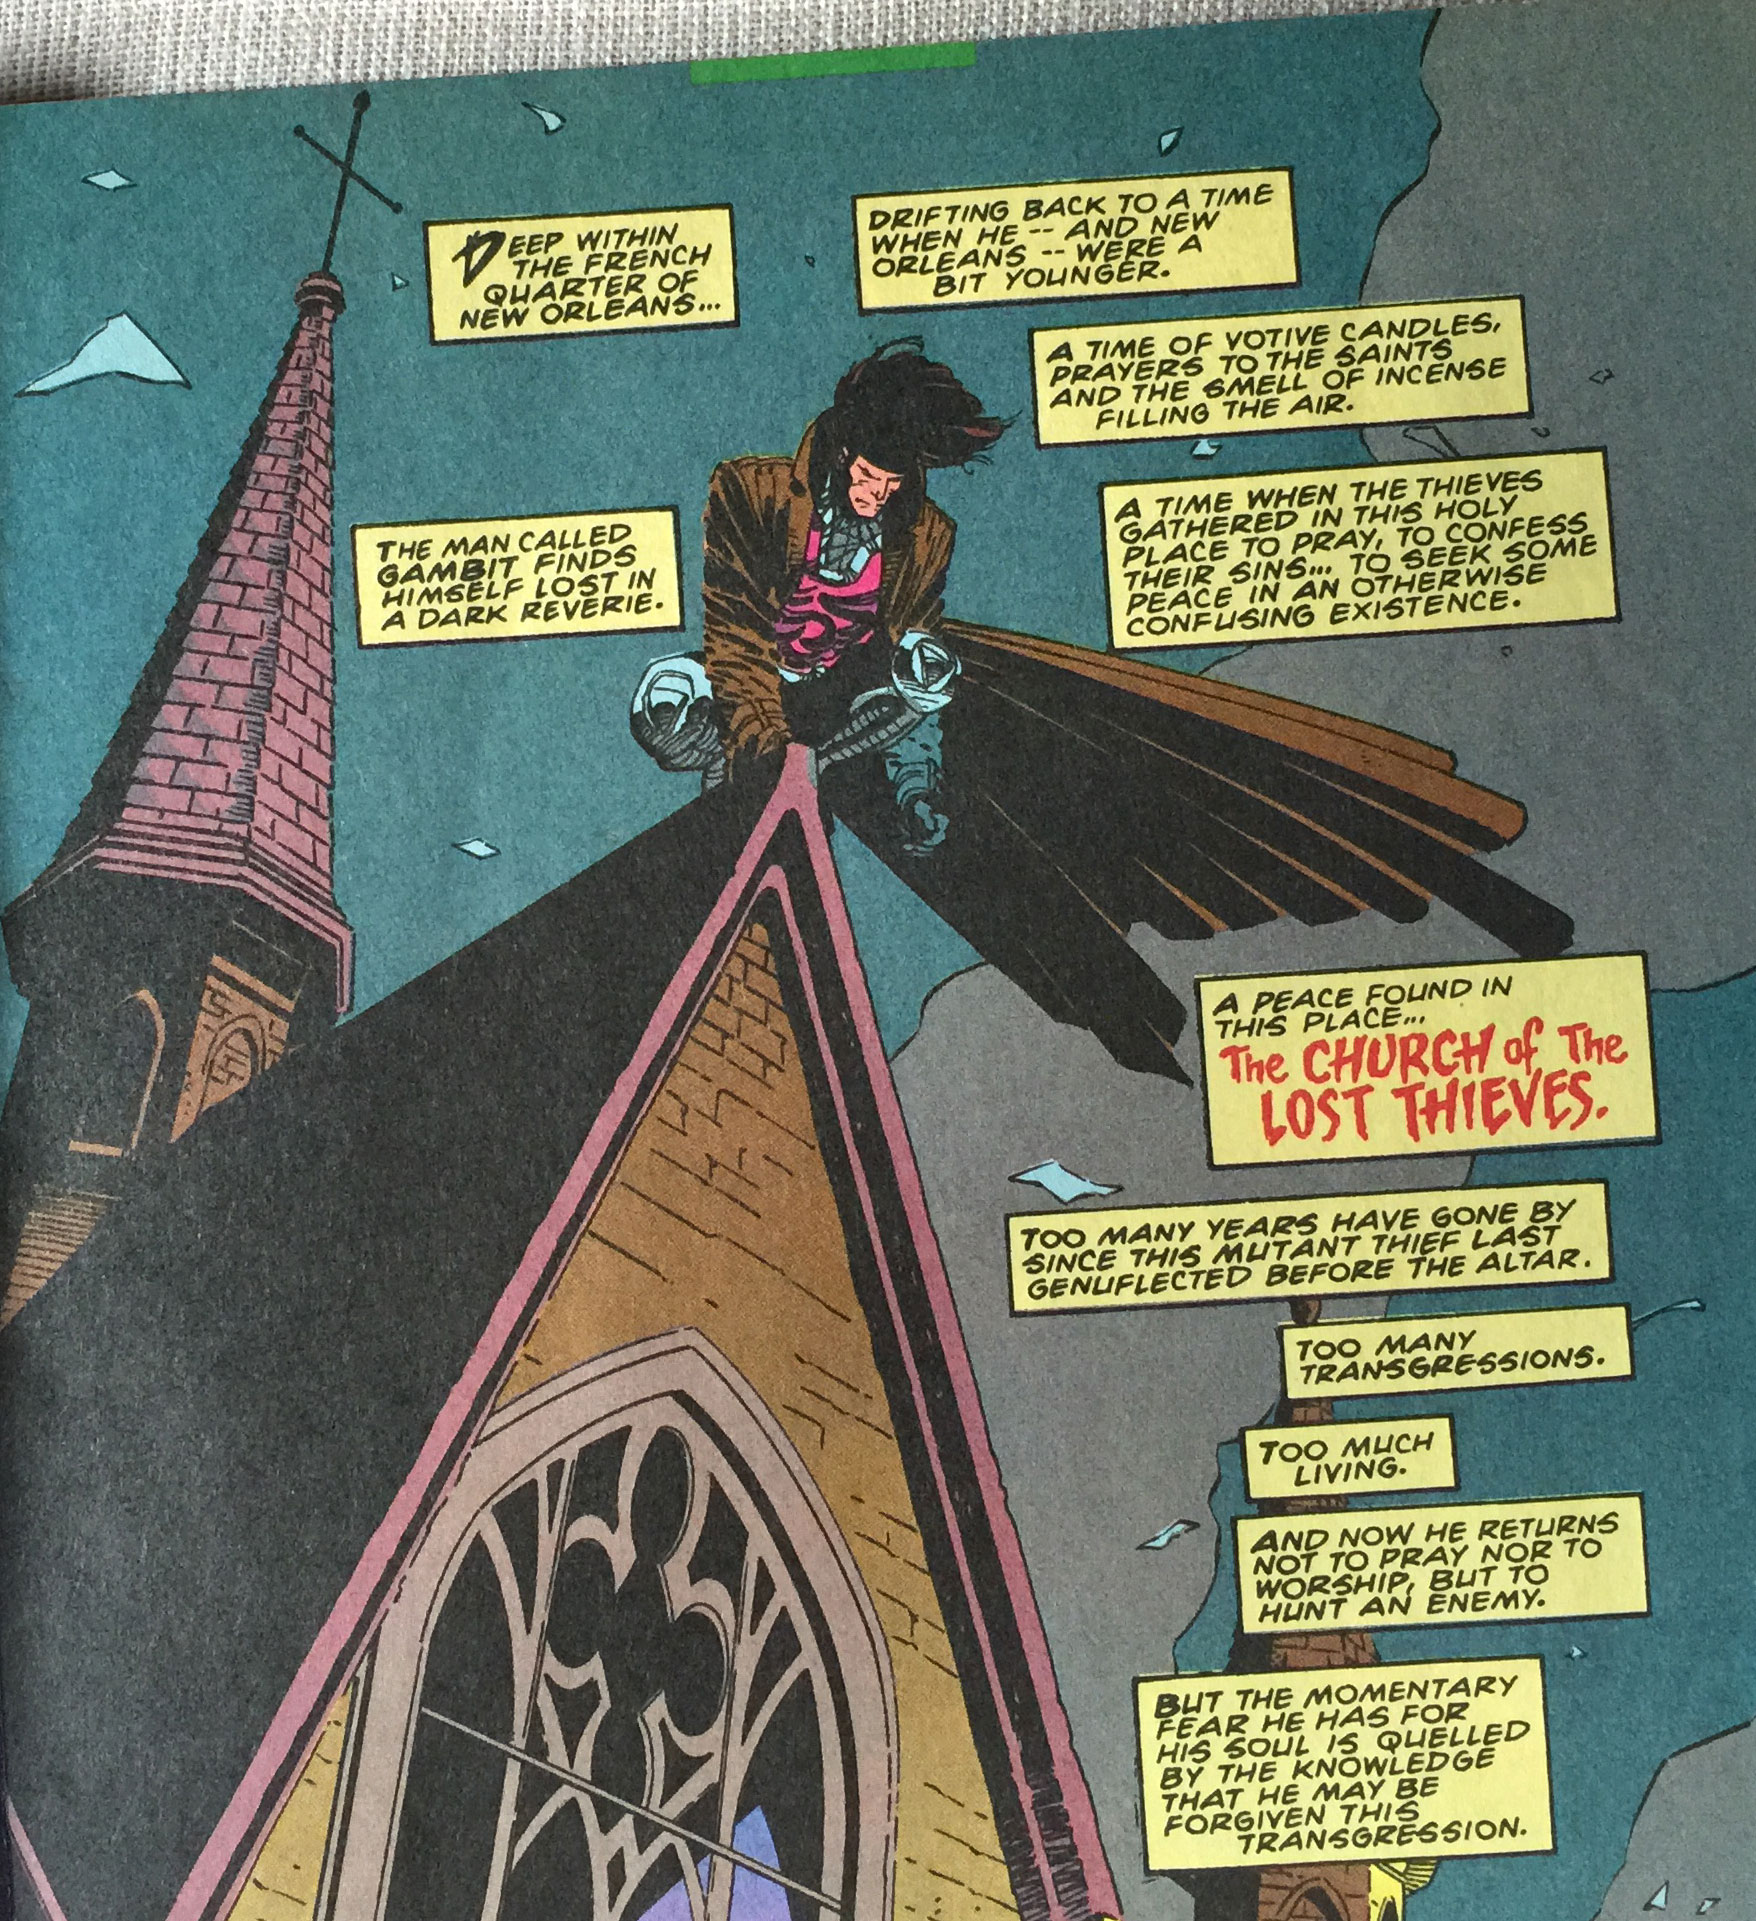 DEEP WITHIN
THE FRENCH
QUARTER OF
NEW ORLEANS...
THE MAN CALLED
GAMBIT FINDS
HIMSELF LOST IN
A DARK REVERIE.
DRIFTING BACK TO A TIME
WHEN HE -- AND NEW
ORLEANS -- WERE A
BIT YOUNGER.
A TIME OF VOTIVE CANDLES,
PRAYERS TO THE SAINTS
AND THE SMELL OF INCENSE
FILLING THE AIR.
A TIME WHEN THE THIEVES
GATHERED IN THIS HOLY
PLACE TO PRAY, TO CONFESS
THEIR SINS... TO SEEK SOME
PEACE IN AN OTHERWISE
CONFUSING EXISTENCE.
A PEACE FOUND IN
THIS PLACE...
The CHURCH of The
LOST THIEVES.
TOO MANY YEARS HAVE GONE BY
SINCE THIS MUTANT THIEF LAST
GENUFLECTED BEFORE THE ALTAR.
TOO MANY
TRANSGRESSIONS.
TOO MUCH
LIVING.
AND NOW HE RETURNS
NOT TO PRAY NOR TO
WORSHIP, BUT TO
HUNT AN ENEMY.
BUT THE MOMENTARY
FEAR HE HAS FOR
HIS SOUL IS QUELLED
BY THE KNOWLEDGE
THAT HE MAY BE
FORGIVEN THIS
TRANSGRESSION.